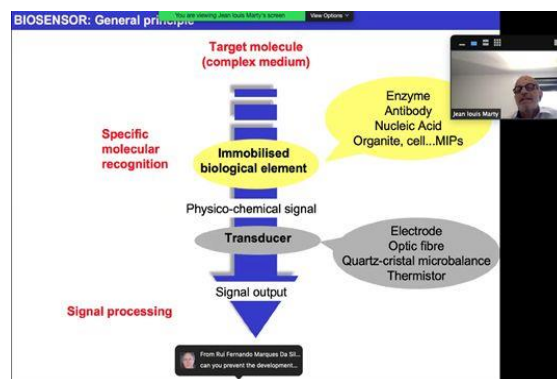 BIOSENSOR: General principle
You are viewing Jean louis Marty's screen
View Options
Target molecule
(complex medium)
Jean louis Marty
Enzyme
Antibody
Nucleic Acid
Organite, cell...MIPs
Specific
molecular
recognition
Immobilised
biological element
Physico-chemical signal
Transducer
Electrode
Optic fibre
Quartz-cristal microbalance
Thermistor
Signal output
Signal processing
From Rui Fernando Marques Da Sil...
can you prevent the development...